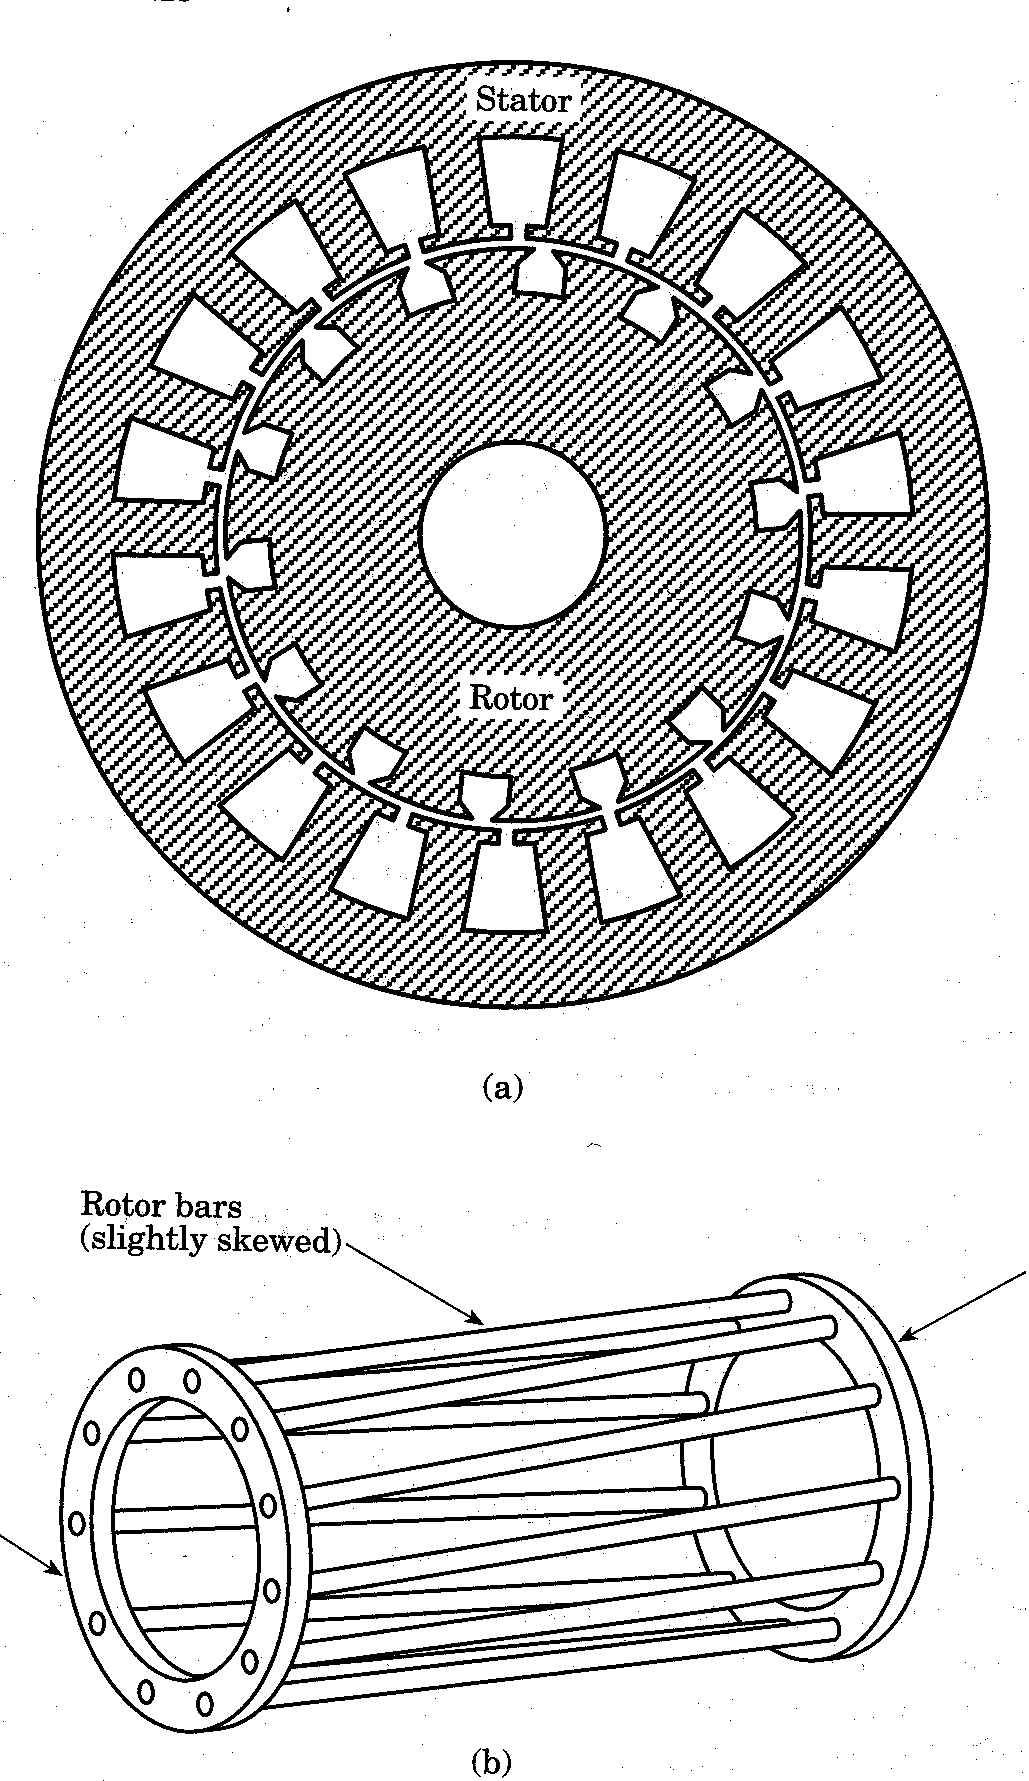 Stator
Rotor
(a)
Rotor bars
(slightly skewed)
(b)